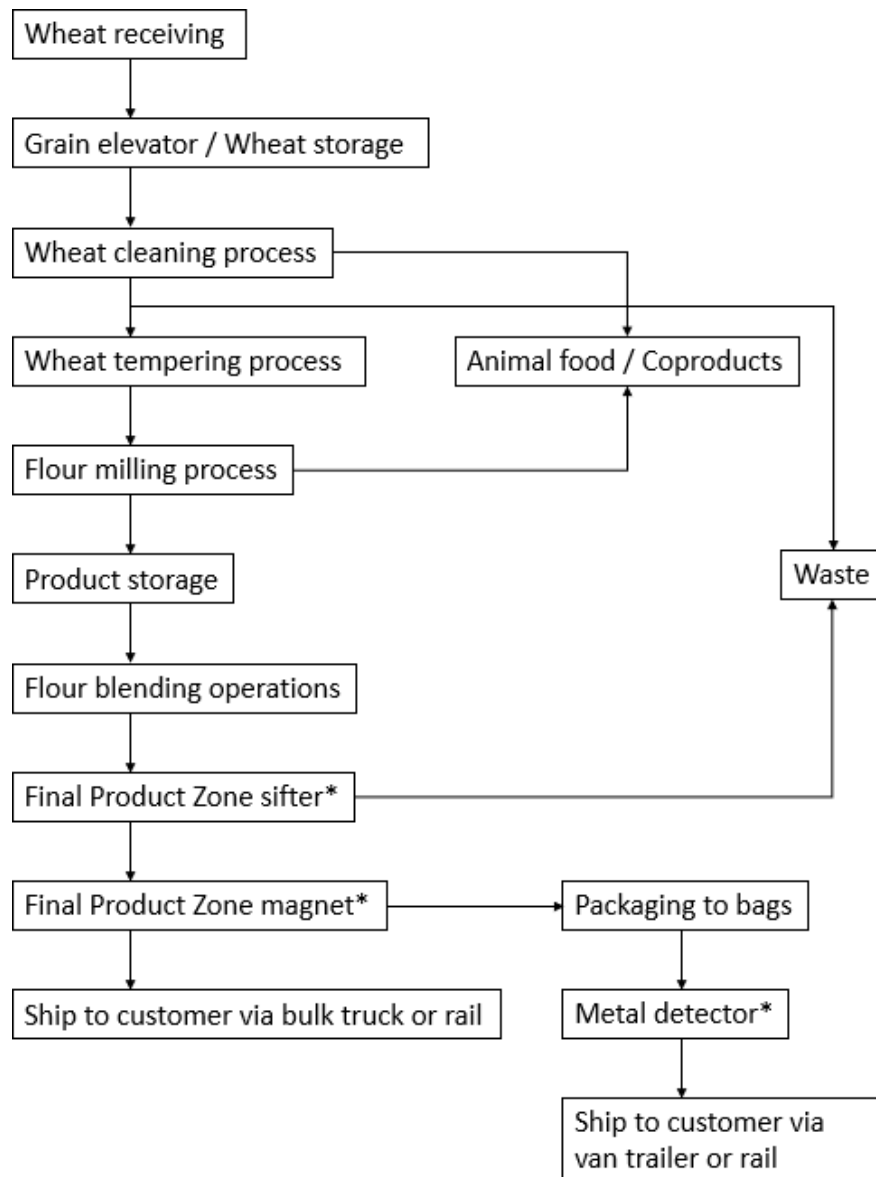 Wheat receiving
Grain elevator / Wheat storage
Wheat cleaning process
Wheat tempering process
Animal food / Coproducts
Flour milling process
Product storage
Waste
Flour blending operations
Final Product Zone sifter*
Final Product Zone magnet*
Packaging to bags
Ship to customer via bulk truck or rail
Metal detector*
Ship to customer via
van trailer or rail